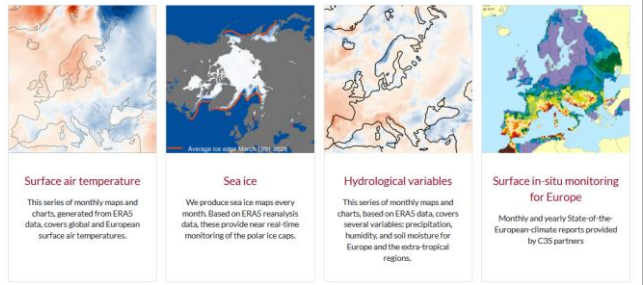 Average ice edge March 1991-2020
Surface air temperature
This series of monthly maps and
charts, generated from ERA5
data, covers global and European
surface air temperatures.
Sea ice
We produce sea ice maps every
month. Based on ERA5 reanalysis
data, these provide near real-time
monitoring of the polar ice caps.
Hydrological variables
This series of monthly maps and
charts, based on ERA5 data, covers
several variables: precipitation,
humidity, and soil moisture for
Europe and the extra-tropical
regions.
Surface in-situ monitoring
for Europe
Monthly and yearly State-of-the-
European-climate reports provided
by C3S partners